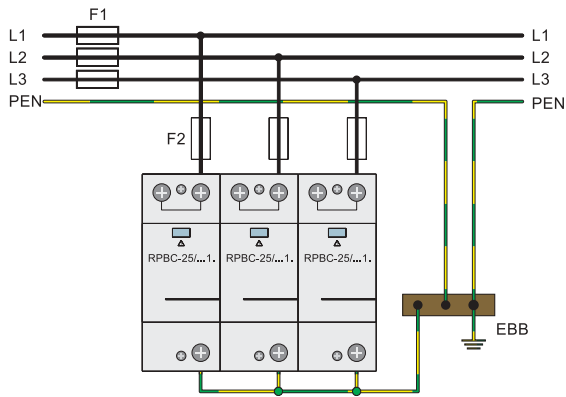 F1
L1 L1
L2 L2
L3 L3
PEN PEN
F2
RPBC-25/...1. RPBC-25/...1. RPBC-25/...1.
EBB